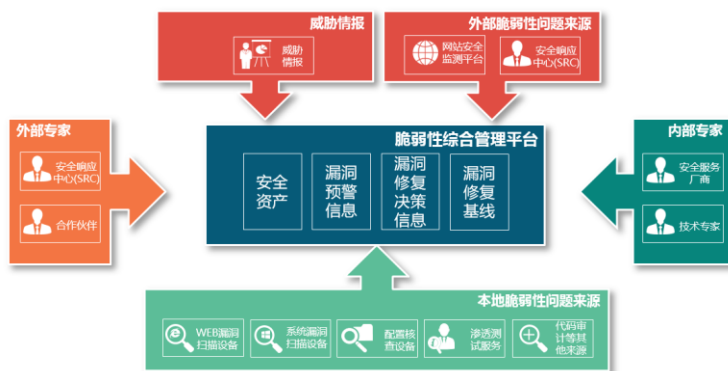 威胁情报
威胁
情报
外部脆弱性问题来源
网站安全
监测平台
安全响应
中心(SRC)
外部专家
安全响应
中心(SRC)
合作伙伴
脆弱性综合管理平台
安全
资产
漏洞
预警
信息
漏洞
修复
决策
信息
漏洞
修复
基线
内部专家
安全服务
厂商
技术专家
本地脆弱性问题来源
WEB漏洞
扫描设备
系统漏洞
扫描设备
配置核
查设备
渗透测
试服务
代码审
计等其
他来源